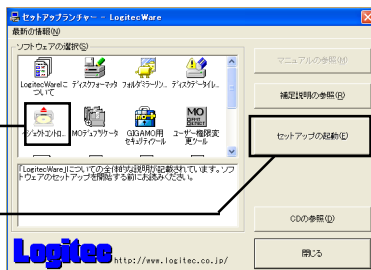 セットアップランチャー - LogitecWare
最新の情報(N)
ソフトウェアの選択(S)
マニュアルの参照(M)
LogitecWareに ついて
ディスクフォーマッタ
フォルダミラーリン..
ディスクデータイレ..
補足説明の参照(R)
MO
セットアップの起動(E)
ジェクトコントロ..
MOデュプリケータ
GIGAMO用 セキュリティツール
ユーザー権限変 更ツール
「LogitecWare」についての全体的な説明が記載されています。ソフ
トウェアのセットアップを開始する前にお読みください。
CDの参照(D)
Logitec
http://www.logitec.co.jp/
閉じる